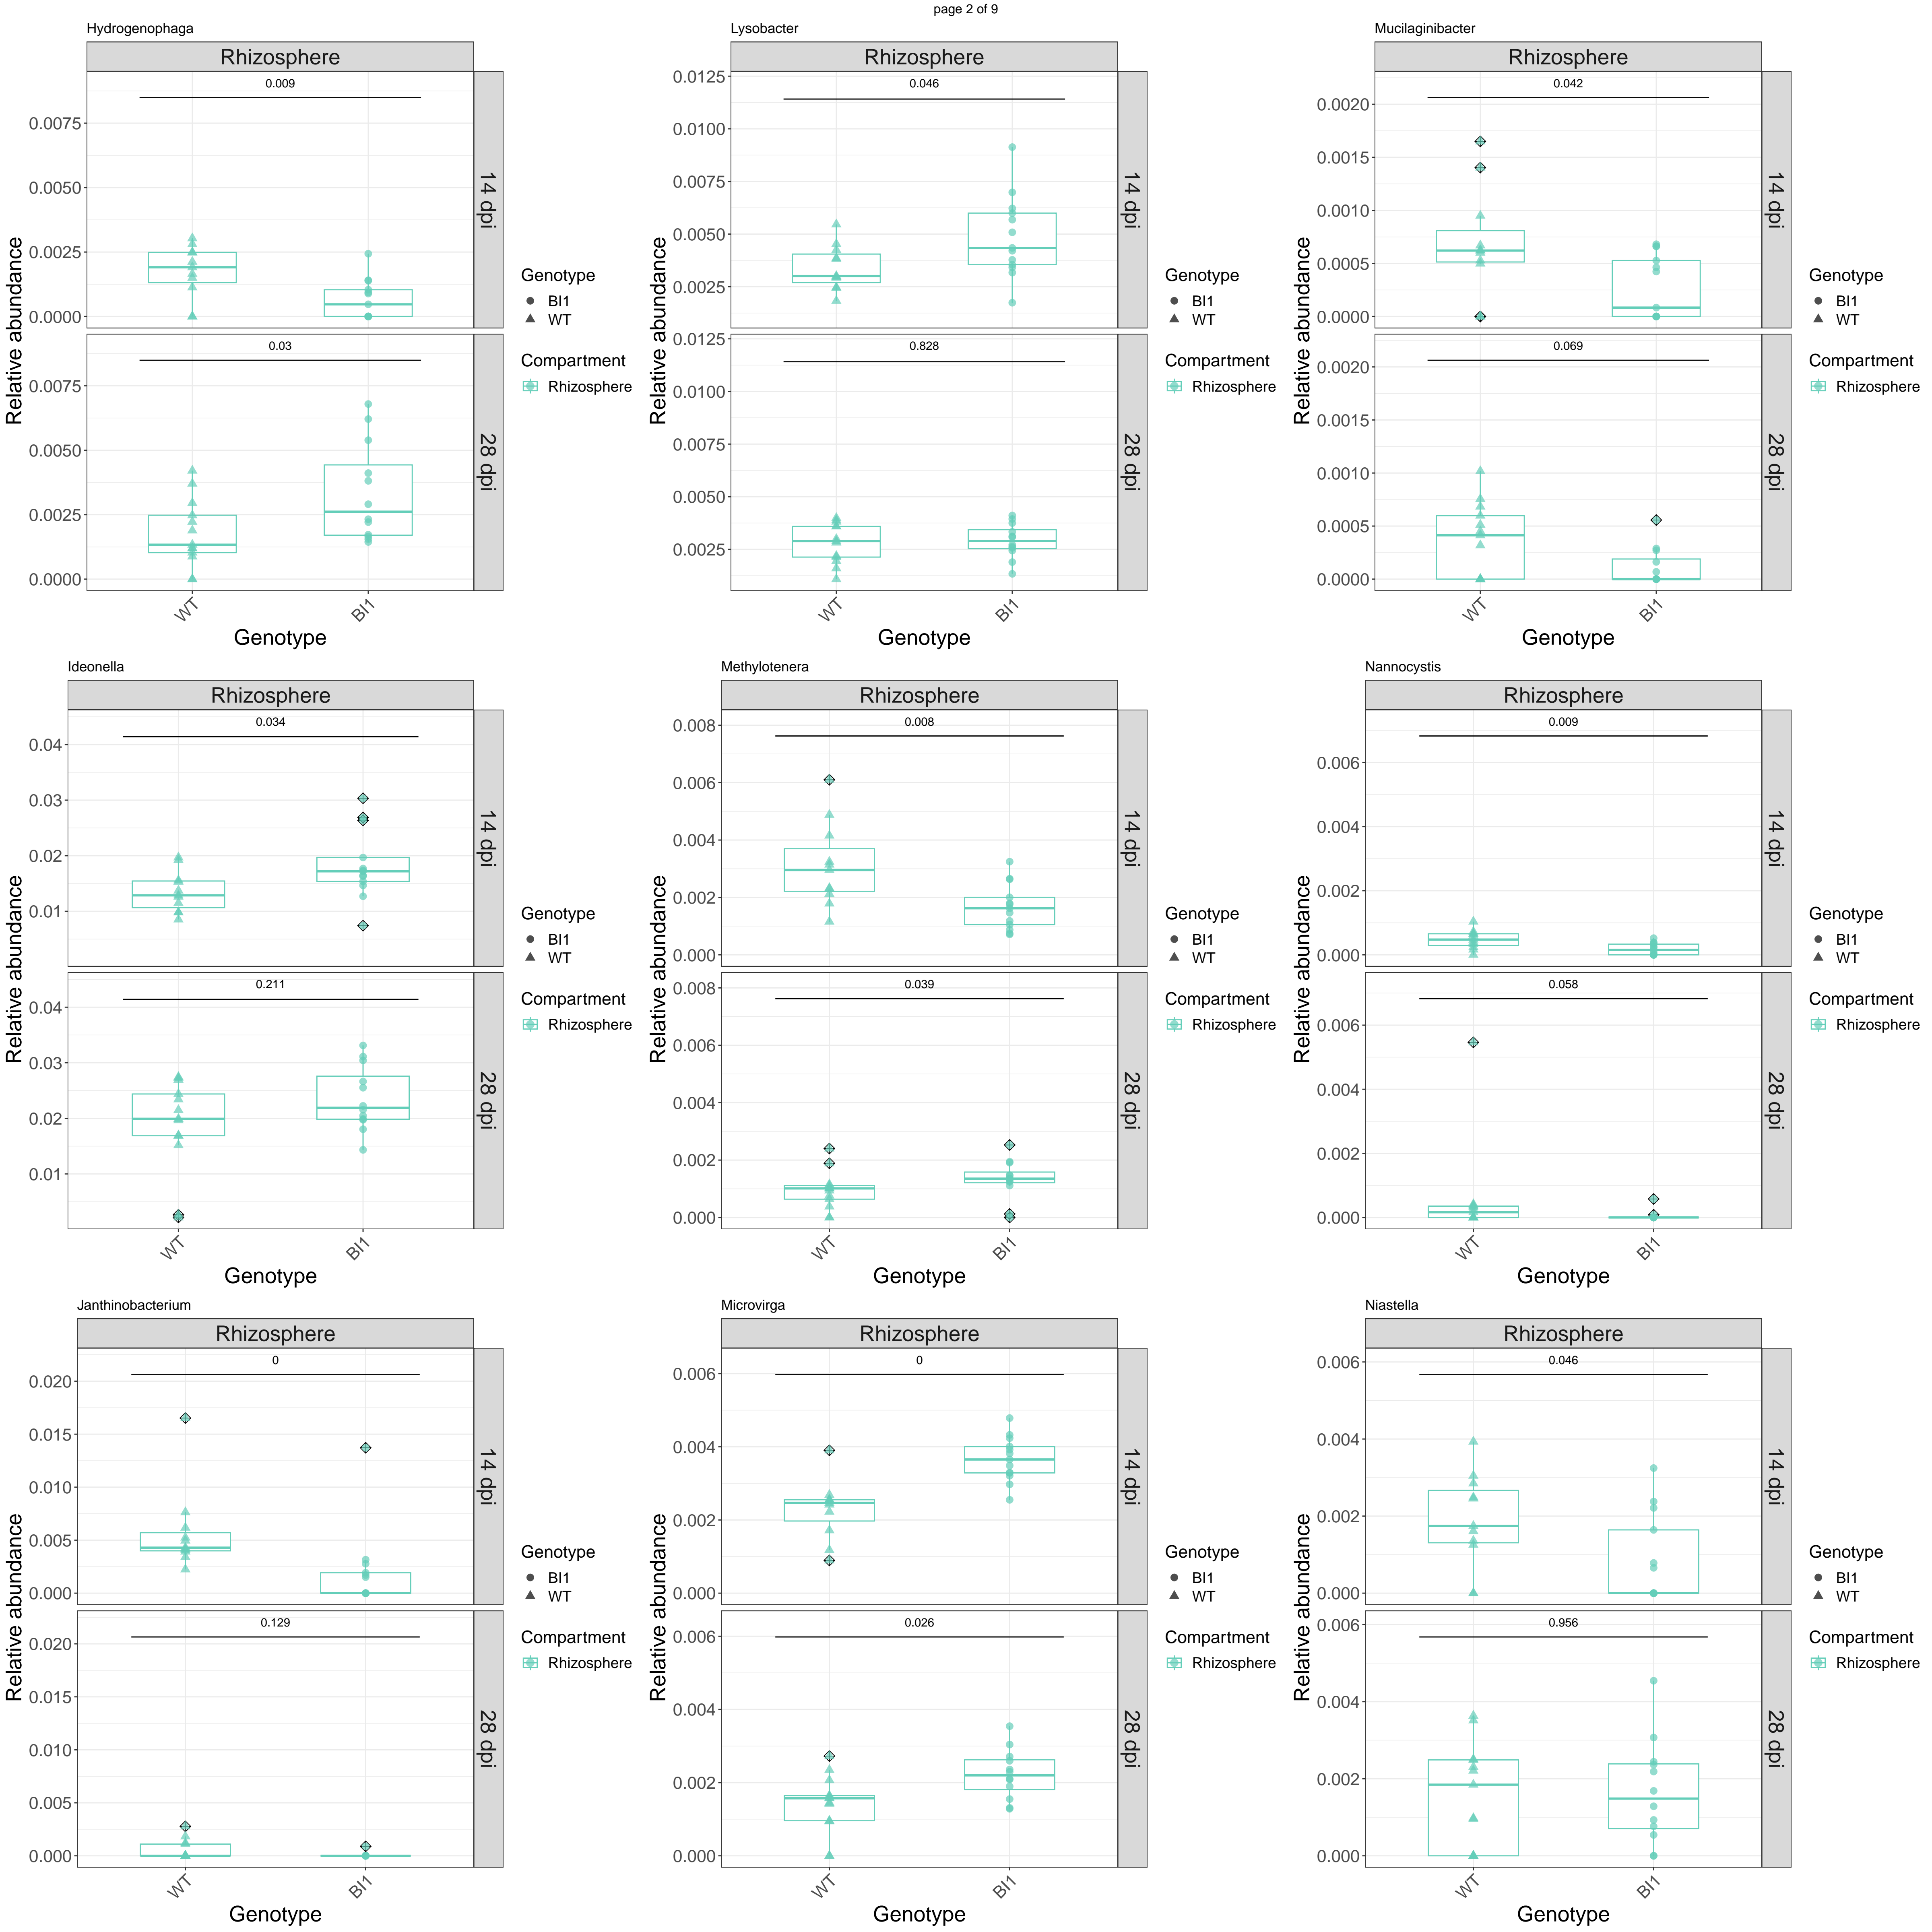 page 2 of 9
Hydrogenophaga
Rhizosphere
0.009
0.0075
0.0050
0.0025
0.0000
14 dpi
0.03
0.0075
0.0050
0.0025
0.0000
28 dpi
WT
BI1
Genotype
Relative abundance
Genotype
BI1
WT
Compartment
Rhizosphere
Lysobacter
Rhizosphere
0.046
0.0125
0.0100
0.0075
0.0050
0.0025
14 dpi
0.828
0.0125
0.0100
0.0075
0.0050
0.0025
28 dpi
WT
BI1
Genotype
Relative abundance
Genotype
BI1
WT
Compartment
Rhizosphere
Mucilaginibacter
Rhizosphere
0.042
0.0020
0.0015
0.0010
0.0005
0.0000
14 dpi
0.069
0.0020
0.0015
0.0010
0.0005
0.0000
28 dpi
WT
BI1
Genotype
Relative abundance
Genotype
BI1
WT
Compartment
Rhizosphere
Ideonella
Rhizosphere
0.034
0.04
0.03
0.02
0.01
14 dpi
0.211
0.04
0.03
0.02
0.01
28 dpi
WT
BI1
Genotype
Relative abundance
Genotype
BI1
WT
Compartment
Rhizosphere
Methylotenera
Rhizosphere
0.008
0.008
0.006
0.004
0.002
0.000
14 dpi
0.039
0.008
0.006
0.004
0.002
0.000
28 dpi
WT
BI1
Genotype
Relative abundance
Genotype
BI1
WT
Compartment
Rhizosphere
Nannocystis
Rhizosphere
0.009
0.006
0.004
0.002
0.000
14 dpi
0.058
0.006
0.004
0.002
0.000
28 dpi
WT
BI1
Genotype
Relative abundance
Genotype
BI1
WT
Compartment
Rhizosphere
Janthinobacterium
Rhizosphere
0
0.020
0.015
0.010
0.005
0.000
14 dpi
0.129
0.020
0.015
0.010
0.005
0.000
28 dpi
WT
BI1
Genotype
Relative abundance
Genotype
BI1
WT
Compartment
Rhizosphere
Microvirga
Rhizosphere
0
0.006
0.004
0.002
0.000
14 dpi
0.026
0.006
0.004
0.002
0.000
28 dpi
WT
BI1
Genotype
Relative abundance
Genotype
BI1
WT
Compartment
Rhizosphere
Niastella
Rhizosphere
0.046
0.006
0.004
0.002
0.000
14 dpi
0.956
0.006
0.004
0.002
0.000
28 dpi
WT
BI1
Genotype
Relative abundance
Genotype
BI1
WT
Compartment
Rhizosphere